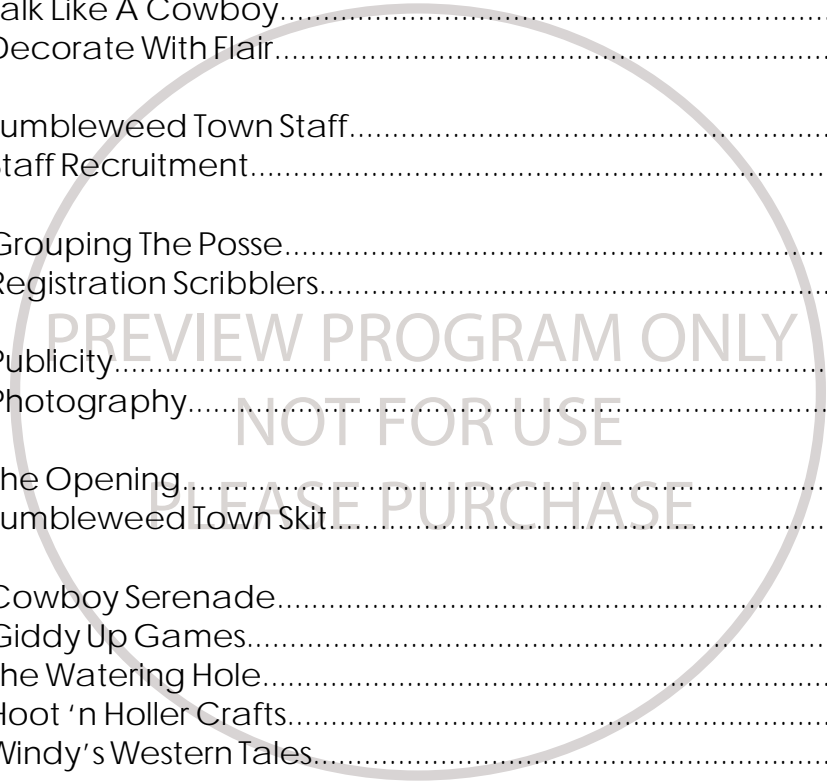 alk Like A Cowboy
Decorate With Flair
umbleweed Town Staff
taff Recruitment
Grouping The Posse
Registration Scribblers
PREVIEW PROGRAM ONLY
Publicity
Photography
NOT FOR USE
he Opening
PLEASE PURCHASE
umbleweed Town Skit
Cowboy Serenade
Giddy Up Games
he Watering Hole
Hoot 'n Holler Crafts
Windy's Western Tales